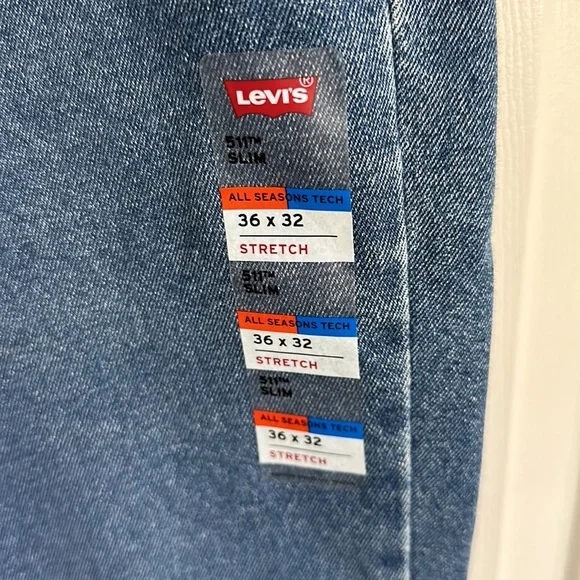 Levi's®
511™
SLIM
ALL SEASONS TECH
36 x 32
STRETCH
511™
SLIM
ALL SEASONS TECH
36 x 32
STRETCH
511™
SLIM
ALL SEASONS TECH
36 x 32
STRETCH